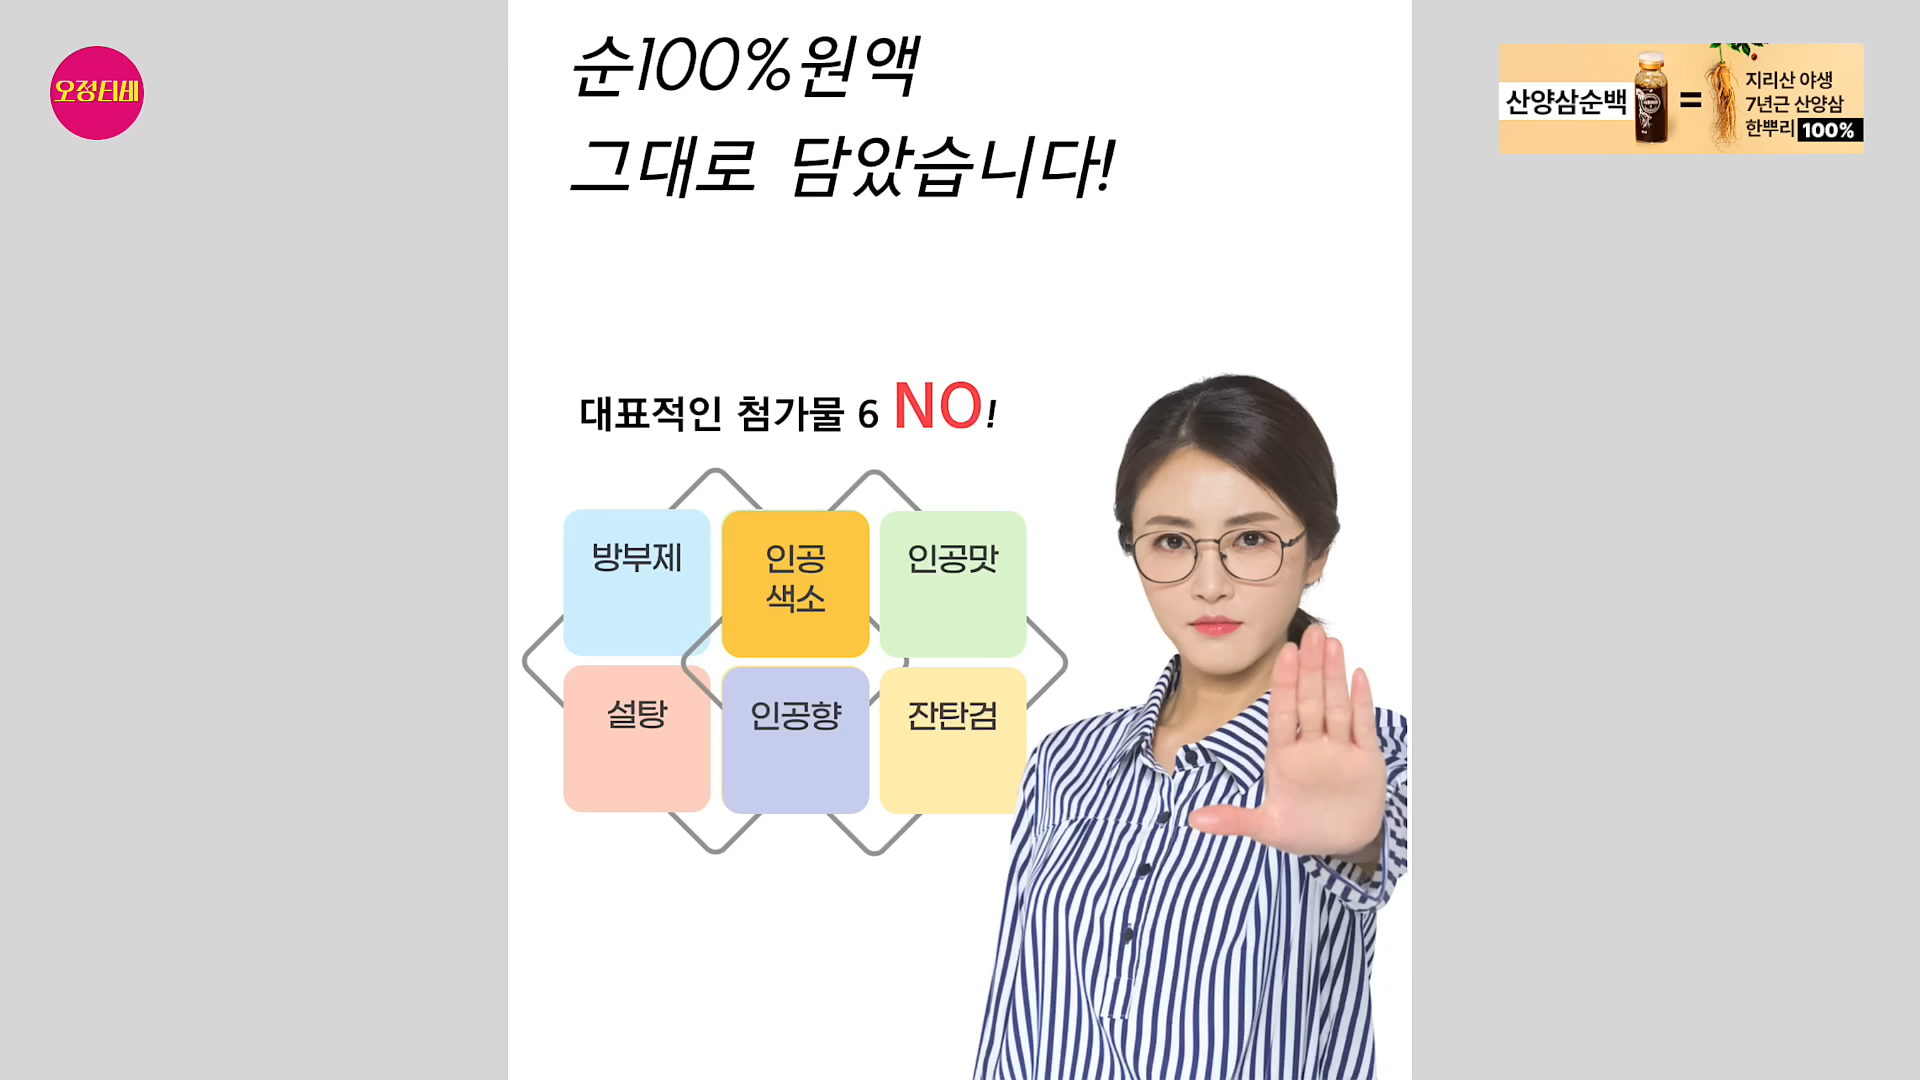 오정티비
산양삼순백
=
지리산 야생
7년근 산양삼
한뿌리 100%
순100%원액
그대로 담았습니다!
대표적인 첨가물 6 NO!
방부제
인공
색소
인공맛
설탕
인공향
잔탄검